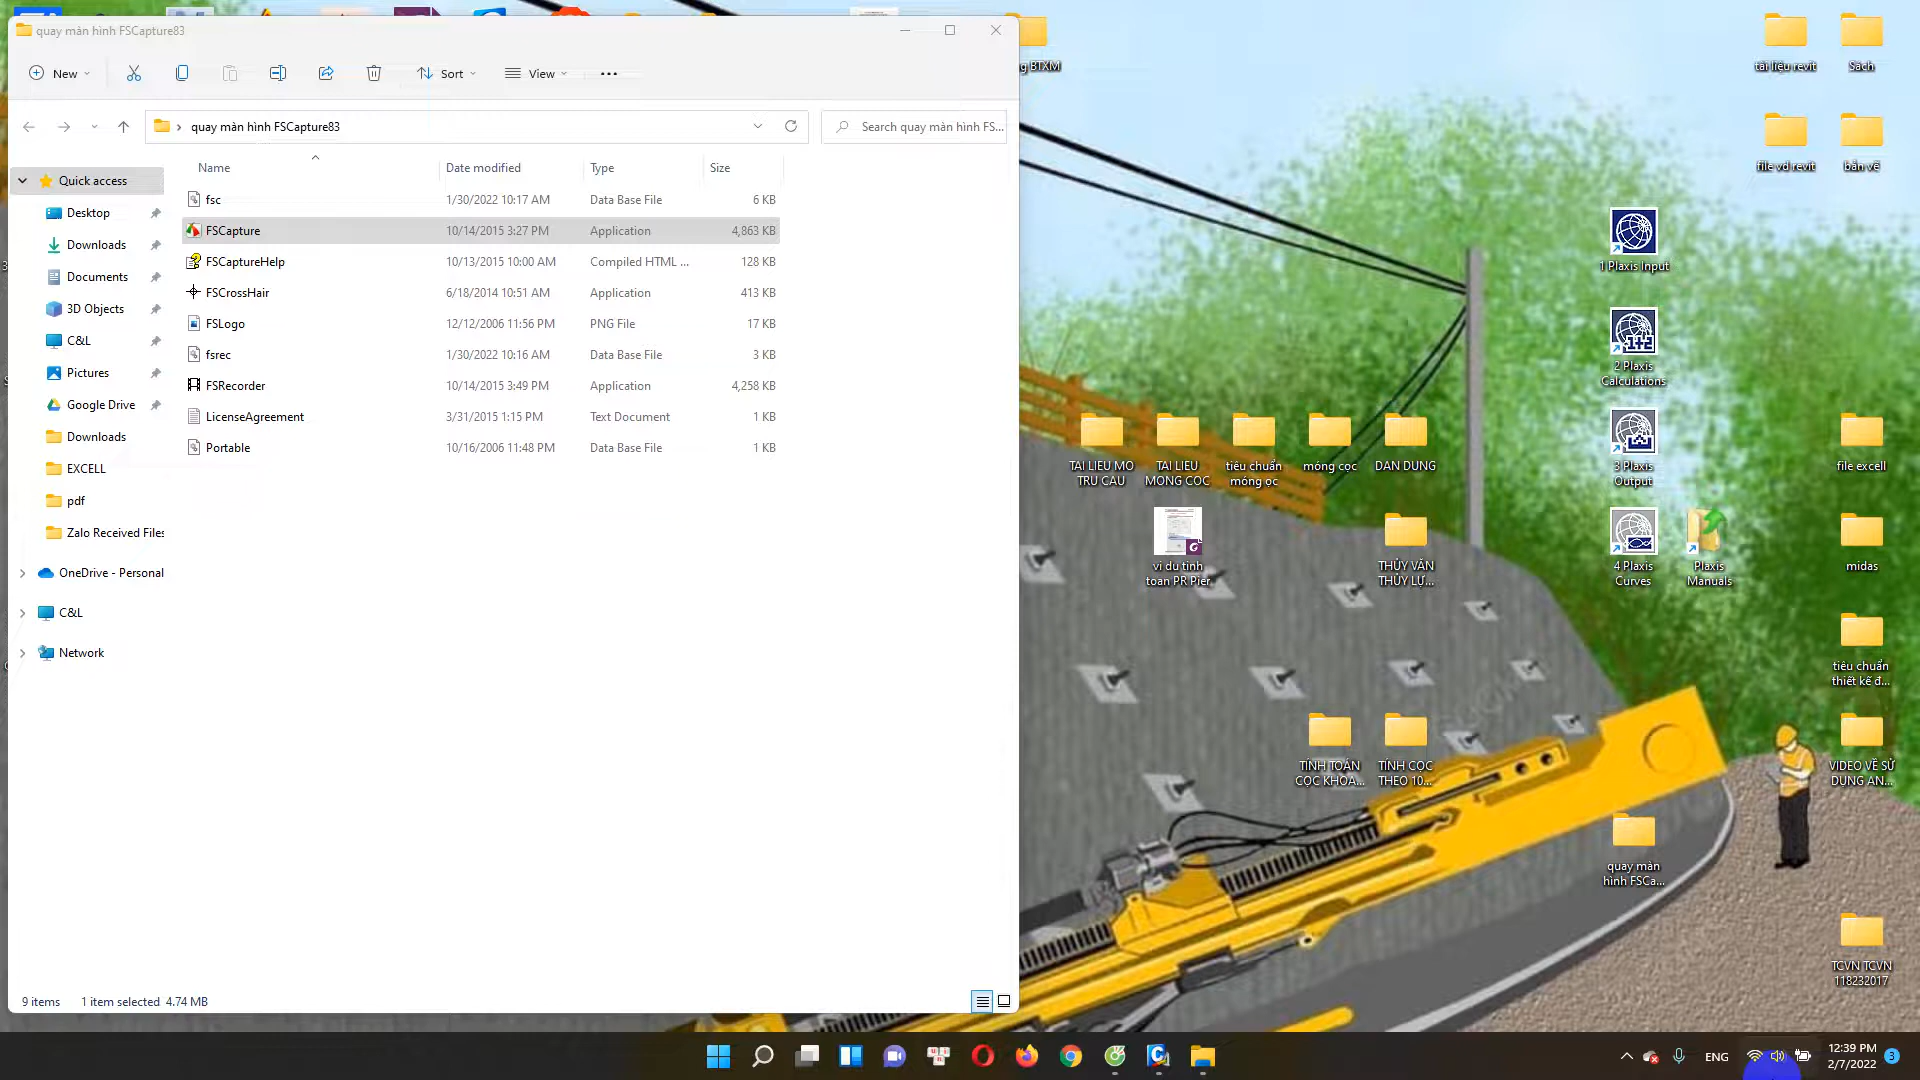 quay màn hình FSCapture83
New
Sort
View
quay màn hình FSCapture83
Search quay màn hình FS...
Name
Date modified
Type
Size
Quick access
Desktop
Downloads
Documents
3D Objects
C&L
Pictures
Google Drive
Downloads
EXCELL
pdf
Zalo Received Files
OneDrive - Personal
C&L
Network
fsc 1/30/2022 10:17 AM Data Base File 6 KB
FSCapture 10/14/2015 3:27 PM Application 4,863 KB
FSCaptureHelp 10/13/2015 10:00 AM Compiled HTML ... 128 KB
FSCrossHair 6/18/2014 10:51 AM Application 413 KB
FSLogo 12/12/2006 11:56 PM PNG File 17 KB
fsrec 1/30/2022 10:16 AM Data Base File 3 KB
FSRecorder 10/14/2015 3:49 PM Application 4,258 KB
LicenseAgreement 3/31/2015 1:15 PM Text Document 1 KB
Portable 10/16/2006 11:48 PM Data Base File 1 KB
9 items 1 item selected 4.74 MB
g BTXM
tài liệu revit
Sach
file vd revit
bản vẽ
1 Plaxis Input
2 Plaxis
Calculations
TAI LIEU MO
TRU CAU
TAI LIEU
MONG COC
tiêu chuẩn
móng ọc
móng cọc
DAN DUNG
3 Plaxis
Output
file excell
vi du tinh
toan PR Pier
THỦY VĂN
THỦY LỰ...
4 Plaxis
Curves
Plaxis
Manuals
midas
tiêu chuẩn
thiết kế đ...
TÍNH TOÁN
CỌC KHOA...
TÍNH CỌC
THEO 10...
VIDEO VỀ SỬ
DỤNG AN...
quay màn
hình FSCa...
TCVN TCVN
118232017
ENG
12:39 PM
2/7/2022
3